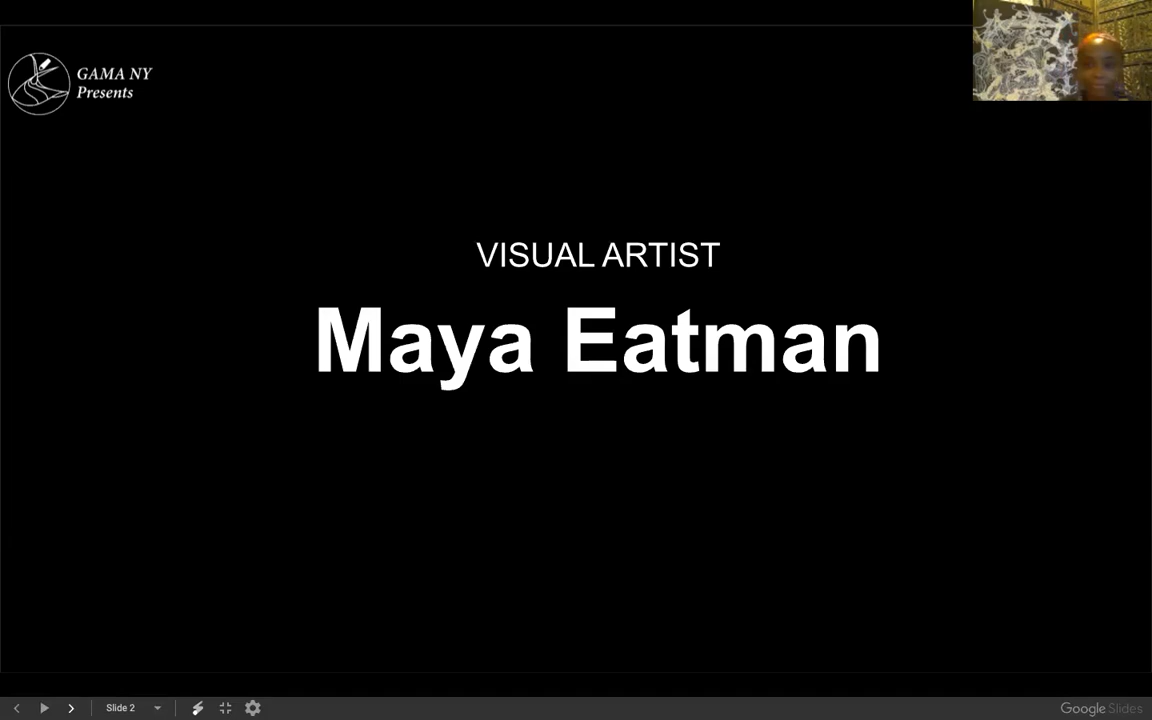 GAMA NY
Presents
VISUAL ARTIST
Maya Eatman
Slide 2
Google Slides